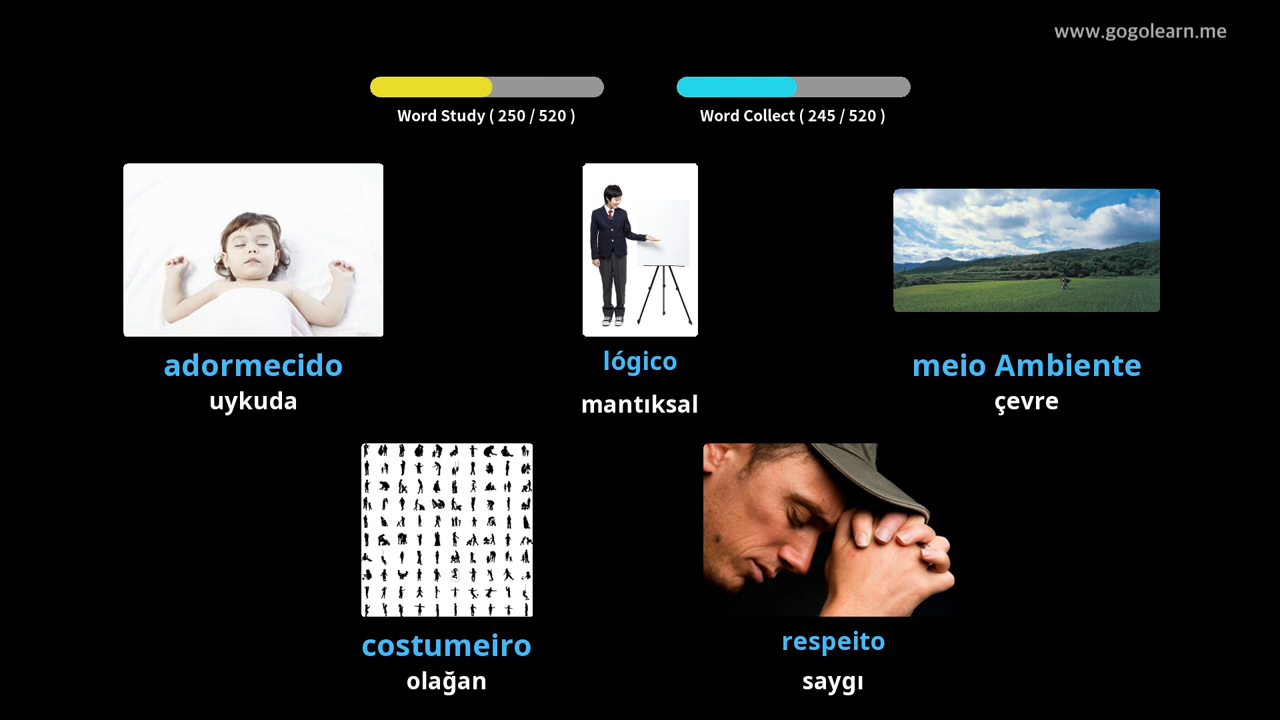 www.gogolearn.me
Word Study ( 250 / 520 )
Word Collect ( 245 / 520 )
adormecido
uykuda
lógico
mantıksal
meio Ambiente
çevre
costumeiro
olağan
respeito
saygı